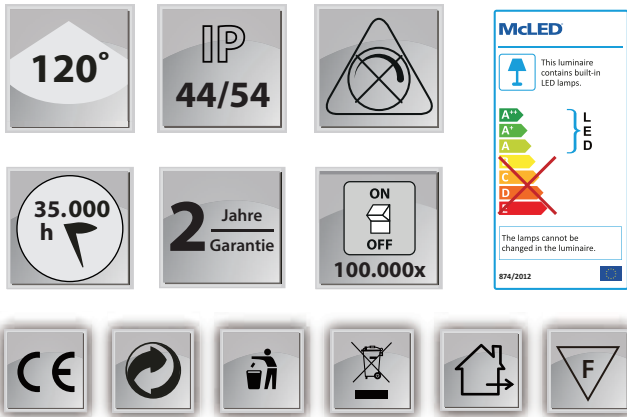 120°
IP
44/54
35.000
h
2 Jahre
Garantie
ON
OFF
100.000x
McLED
This luminaire
contains built-in
LED lamps.
A++
A+
A
C
D
L
E
D
The lamps cannot be
changed in the luminaire.
874/2012
CE
F